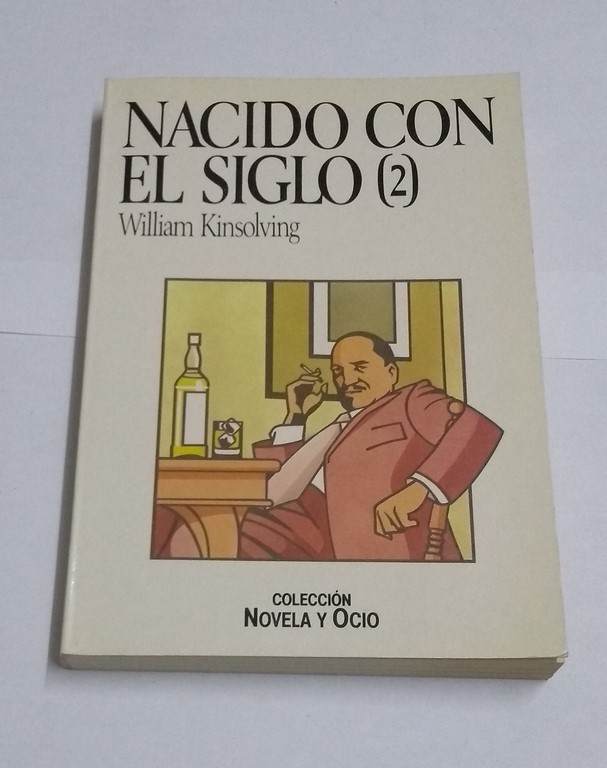 NACIDO CON
EL SIGLO (2)
William Kinsolving
COLECCIÓN
NOVELA Y OCIO